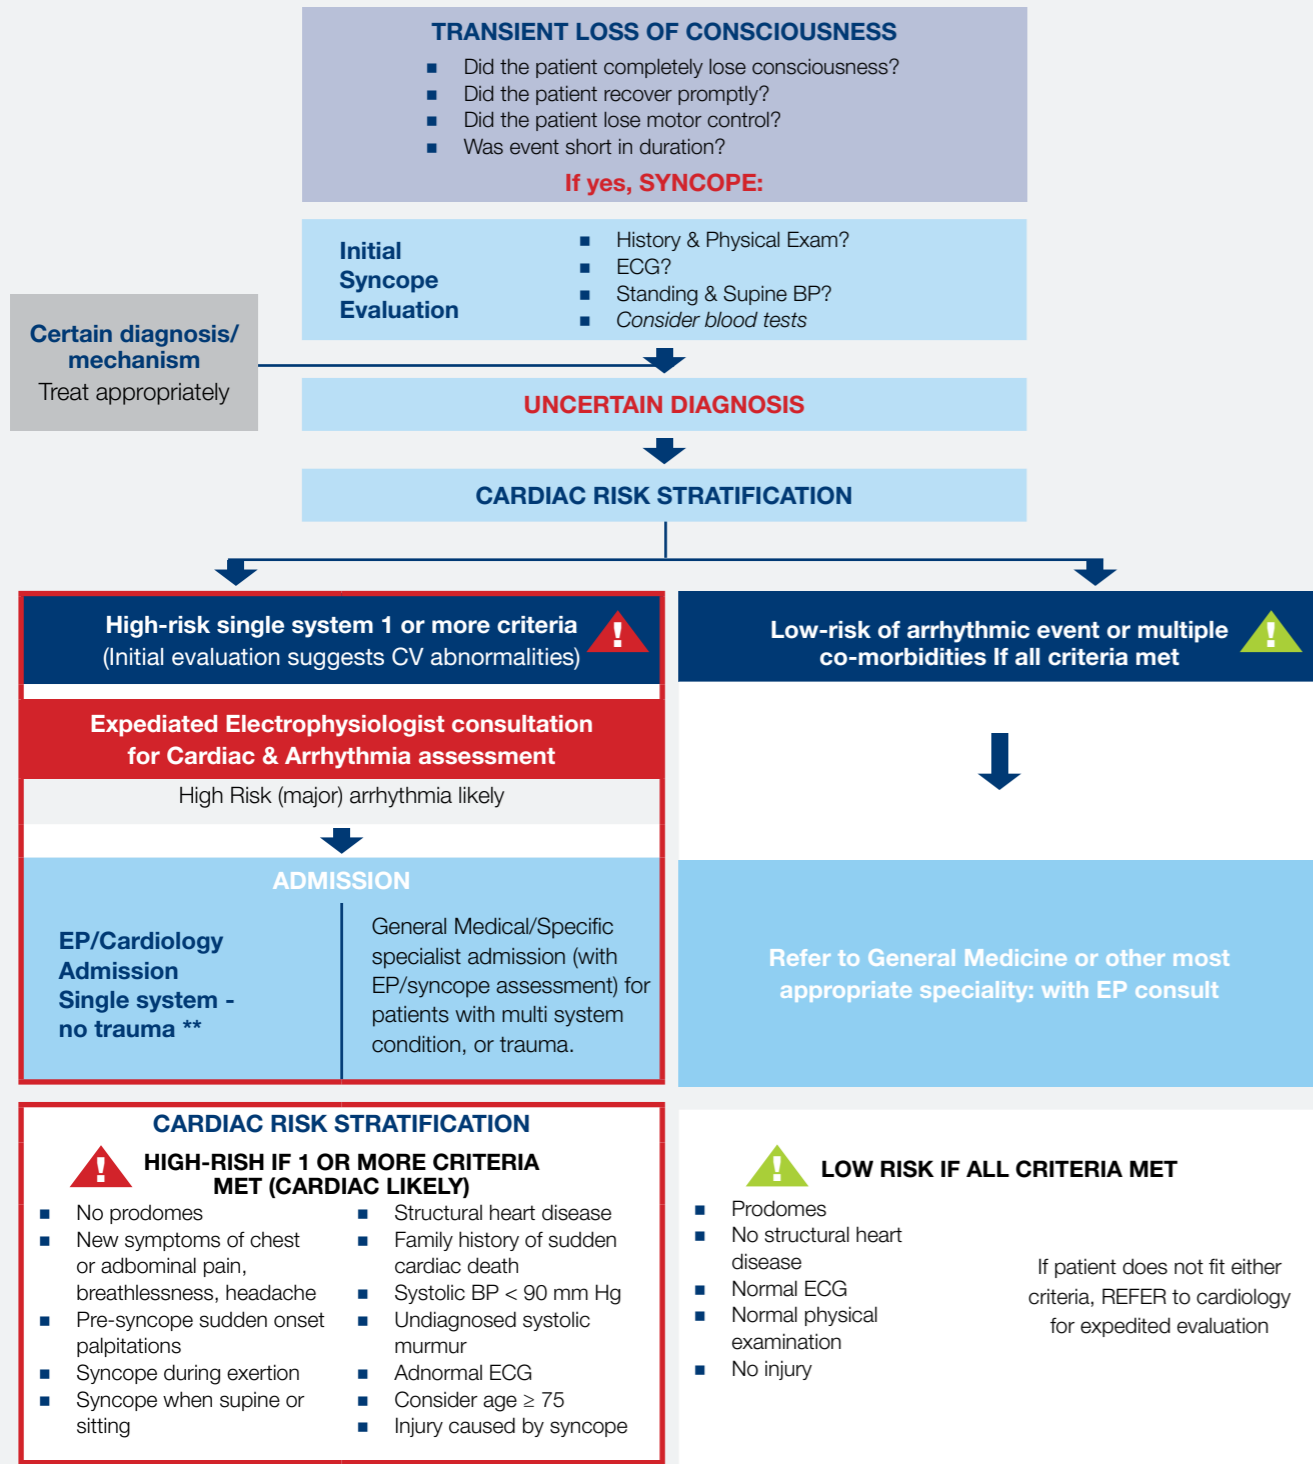 TRANSIENT LOSS OF CONSCIOUSNESS
Did the patient completely lose consciousness?
Did the patient recover promptly?
Did the patient lose motor control?
Was event short in duration?
If yes, SYNCOPE:
Initial
Syncope
Evaluation
History & Physical Exam?
ECG?
Standing & Supine BP?
Consider blood tests
Certain diagnosis/
mechanism
Treat appropriately
UNCERTAIN DIAGNOSIS
CARDIAC RISK STRATIFICATION
High-risk single system 1 or more criteria
(Initial evaluation suggests CV abnormalities)
!
Expediated Electrophysiologist consultation
for Cardiac & Arrhythmia assessment
High Risk (major) arrhythmia likely
ADMISSION
EP/Cardiology
Admission
Single system -
no trauma **
General Medical/Specific
specialist admission (with
EP/syncope assessment) for
patients with multi system
condition, or trauma.
Low-risk of arrhythmic event or multiple
co-morbidities If all criteria met
!
Refer to General Medicine or other most
appropriate speciality: with EP consult
CARDIAC RISK STRATIFICATION
!
HIGH-RISH IF 1 OR MORE CRITERIA
MET (CARDIAC LIKELY)
No prodomes
New symptoms of chest
or adbominal pain,
breathlessness, headache
Pre-syncope sudden onset
palpitations
Syncope during exertion
Syncope when supine or
sitting
Structural heart disease
Family history of sudden
cardiac death
Systolic BP < 90 mm Hg
Undiagnosed systolic
murmur
Adnormal ECG
Consider age ≥ 75
Injury caused by syncope
!
LOW RISK IF ALL CRITERIA MET
Prodomes
No structural heart
disease
Normal ECG
Normal physical
examination
No injury
If patient does not fit either
criteria, REFER to cardiology
for expedited evaluation